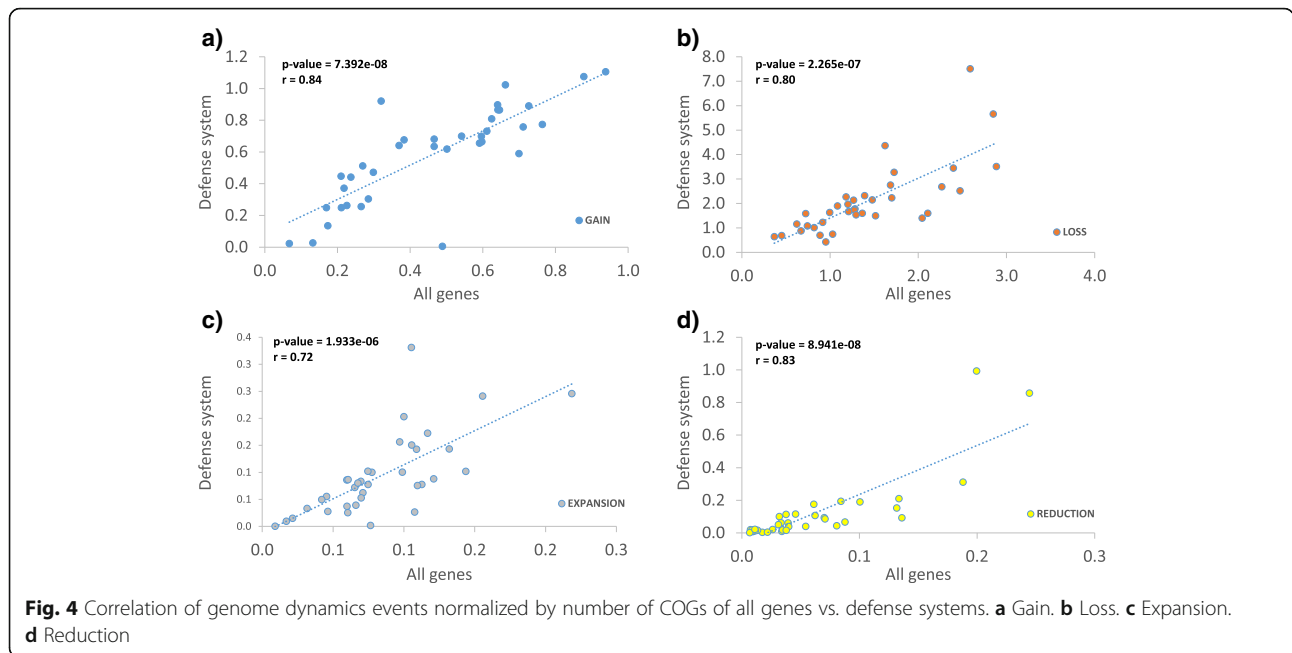 a)
p-value = 7.392e-08
r = 0.84
1.2
1.0
0.8
0.6
0.4
0.2
0.0
Defense system
0.0 0.2 0.4 0.6 0.8 1.0
All genes
GAIN
b)
p-value = 2.265e-07
r = 0.80
8.0
7.0
6.0
5.0
4.0
3.0
2.0
1.0
0.0
Defense system
0.0 1.0 2.0 3.0 4.0
All genes
LOSS
c)
p-value = 1.933e-06
r = 0.72
0.4
0.3
0.3
0.2
0.2
0.1
0.1
0.0
Defense system
0.0 0.1 0.1 0.2 0.2 0.3
All genes
EXPANSION
d)
p-value = 8.941e-08
r = 0.83
1.2
1.0
0.8
0.6
0.4
0.2
0.0
Defense system
0.0 0.1 0.2 0.3
All genes
REDUCTION
Fig. 4 Correlation of genome dynamics events normalized by number of COGs of all genes vs. defense systems. a Gain. b Loss. c Expansion.
d Reduction